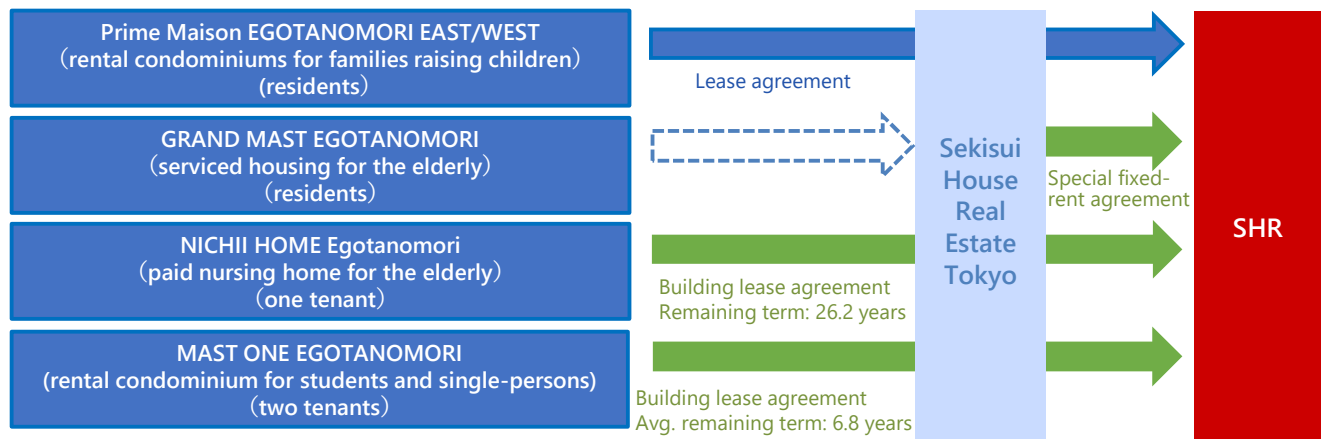 Prime Maison EGOTANOMORI EAST/WEST
（rental condominiums for families raising children）
(residents）
Lease agreement
GRAND MAST EGOTANOMORI
（serviced housing for the elderly）
（residents）
NICHII HOME Egotanomori
（paid nursing home for the elderly）
（one tenant）
Building lease agreement
Remaining term: 26.2 years
MAST ONE EGOTANOMORI
(rental condominium for students and single-persons)
（two tenants）
Building lease agreement
Avg. remaining term: 6.8 years
Sekisui
House
Real
Estate
Tokyo
Special fixed-
rent agreement
SHR